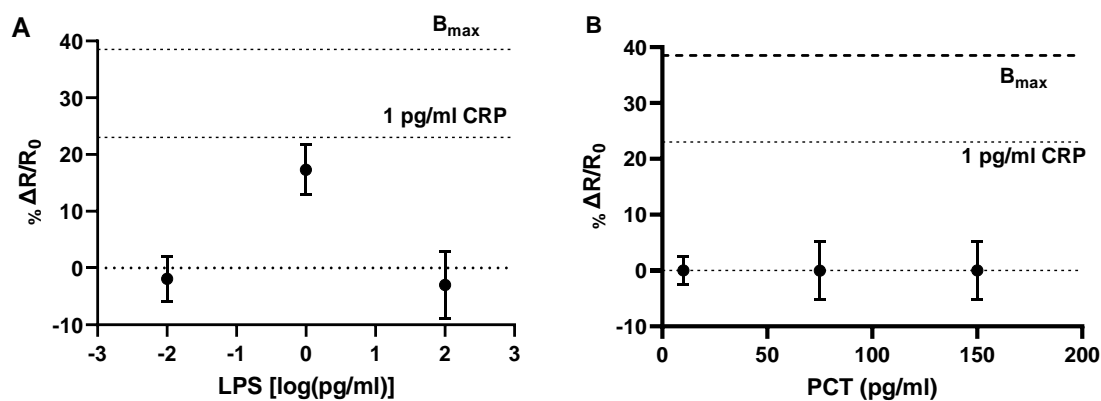 A
B_max
40
30
1 pg/ml CRP
20
10
0
-10
% ΔR/R₀
-3 -2 -1 0 1 2 3
LPS [log(pg/ml)]
B
40
B_max
30
20
1 pg/ml CRP
10
0
-10
% ΔR/R₀
0 50 100 150 200
PCT (pg/ml)